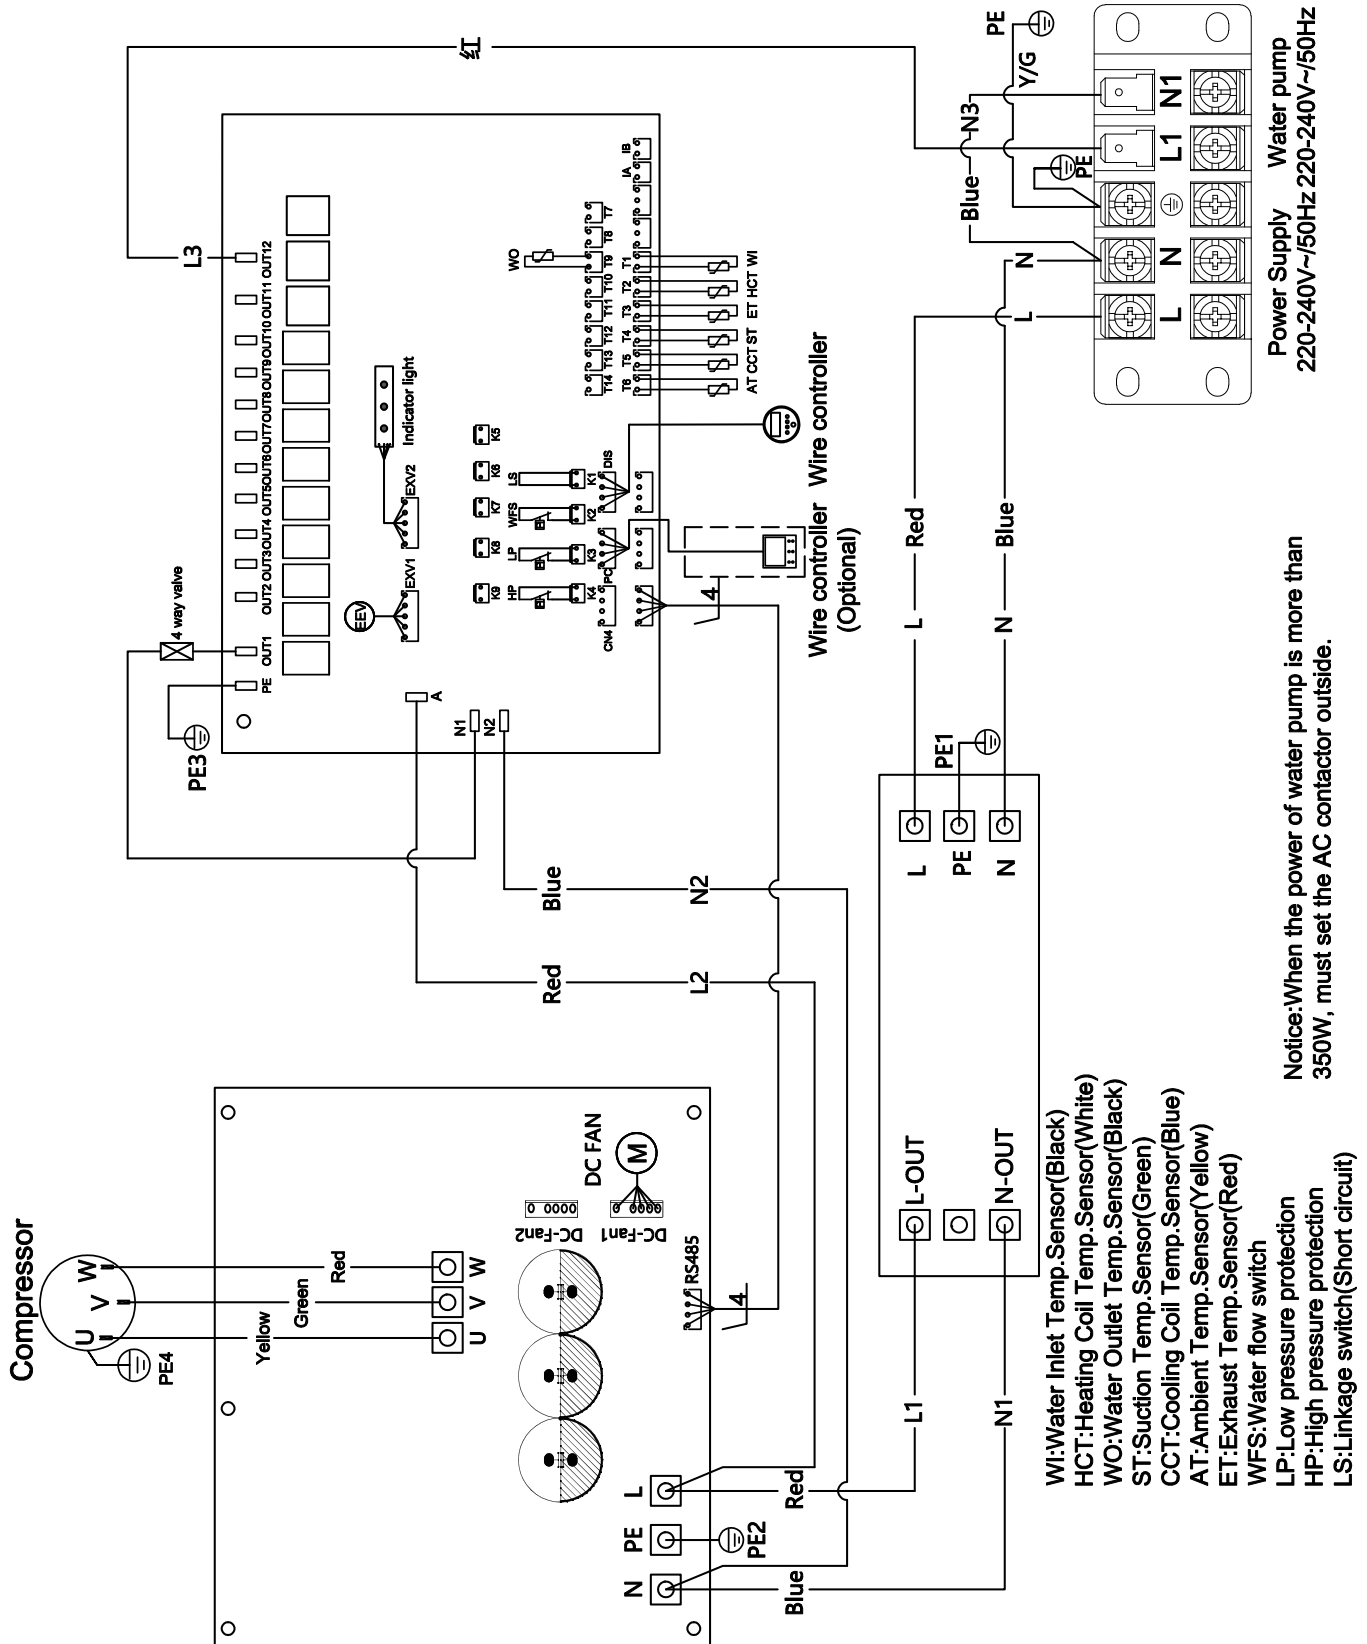 Compressor
U
V
W
PE4
Yellow
Green
Red
U
V
W
DC-Fan2
DC-Fan1
DC FAN
M
RS485
4
N
PE
L
PE2
Blue
Red
L1
N1
L-OUT
N-OUT
L
PE
N
PE1
L
Red
N
Blue
Red
L2
Blue
N2
PE3
4 way valve
L3
红
PE
OUT1
OUT2
OUT3
OUT4
OUT5
OUT6
OUT7
OUT8
OUT9
OUT10
OUT11
OUT12
A
N1
N2
EEV
EXV1
EXV2
Indicator light
K9
K8
K7
K6
K5
HP
LP
WFS
LS
K4
K3
K2
K1
CN4
PC
DIS
4
Wire controller
(Optional)
Wire controller
T14
T13
T12
T11
T10
T9
T8
T7
WO
T6
T5
T4
T3
T2
T1
IA
IB
AT
CCT
ST
ET
HCT
WI
PE
Y/G
N3
Blue
PE
N
L
L
N
L1
N1
Power Supply
220-240V~/50Hz
Water pump
220-240V~/50Hz
WI:Water Inlet Temp.Sensor(Black)
HCT:Heating Coil Temp.Sensor(White)
WO:Water Outlet Temp.Sensor(Black)
ST:Suction Temp.Sensor(Green)
CCT:Cooling Coil Temp.Sensor(Blue)
AT:Ambient Temp.Sensor(Yellow)
ET:Exhaust Temp.Sensor(Red)
WFS:Water flow switch
LP:Low pressure protection
HP:High pressure protection
LS:Linkage switch(Short circuit)
Notice:When the power of water pump is more than
350W, must set the AC contactor outside.